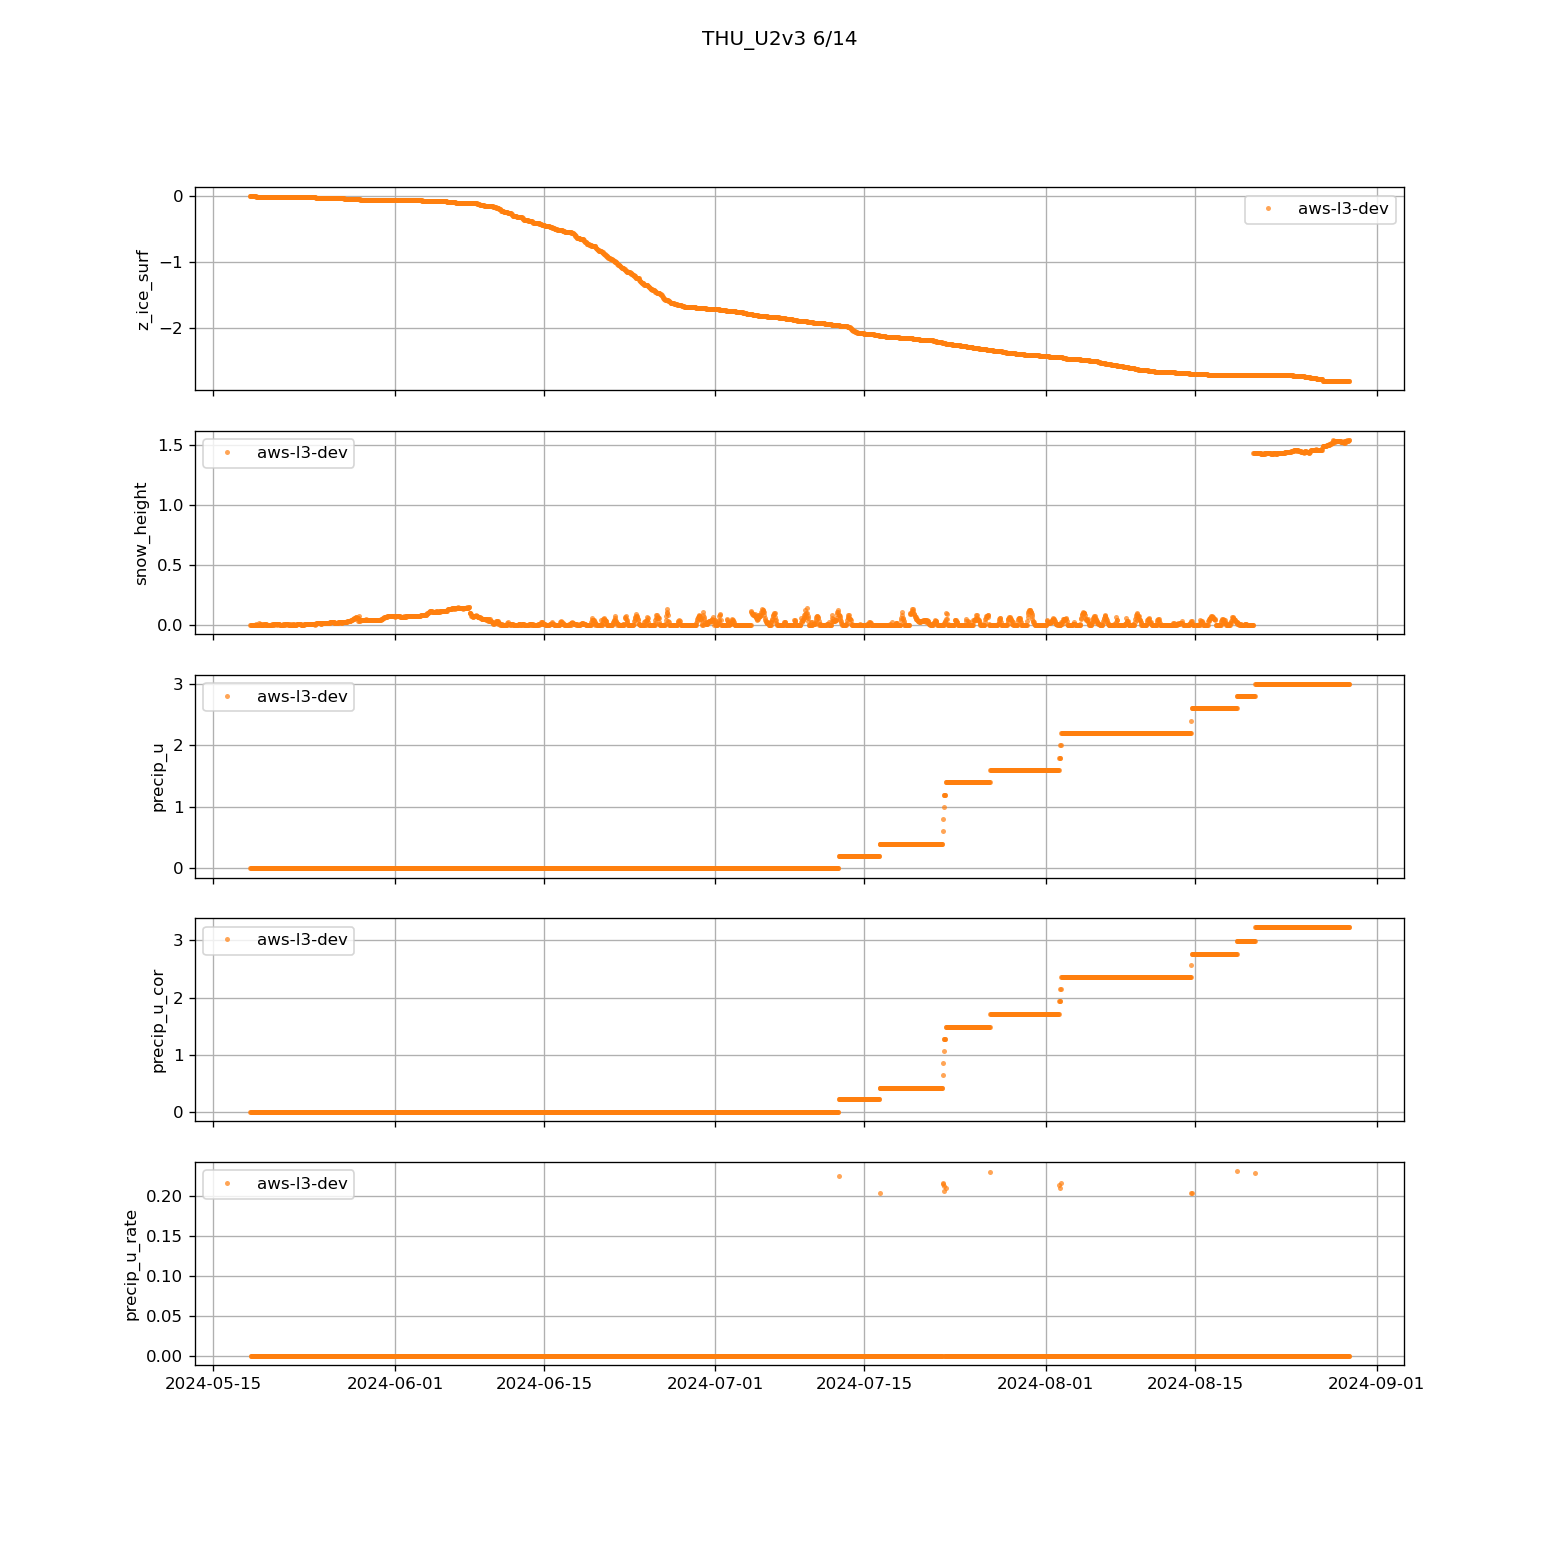 THU_U2v3 6/14
0
−1
−2
z_ice_surf
aws-l3-dev
1.5
1.0
0.5
0.0
snow_height
aws-l3-dev
3
2
1
0
precip_u
aws-l3-dev
3
2
1
0
precip_u_cor
aws-l3-dev
0.20
0.15
0.10
0.05
0.00
precip_u_rate
aws-l3-dev
2024-05-15 2024-06-01 2024-06-15 2024-07-01 2024-07-15 2024-08-01 2024-08-15 2024-09-01